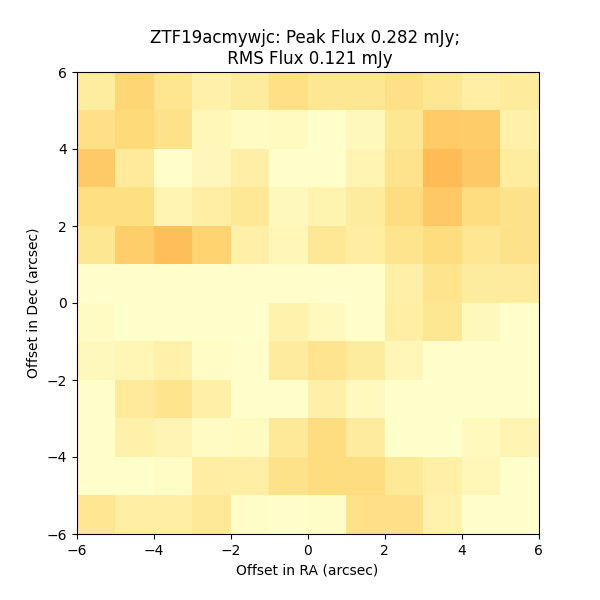 ZTF19acmywjc: Peak Flux 0.282 mJy;
RMS Flux 0.121 mJy
6
4
2
0
−2
−4
−6
Offset in Dec (arcsec)
−6 −4 −2 0 2 4 6
Offset in RA (arcsec)